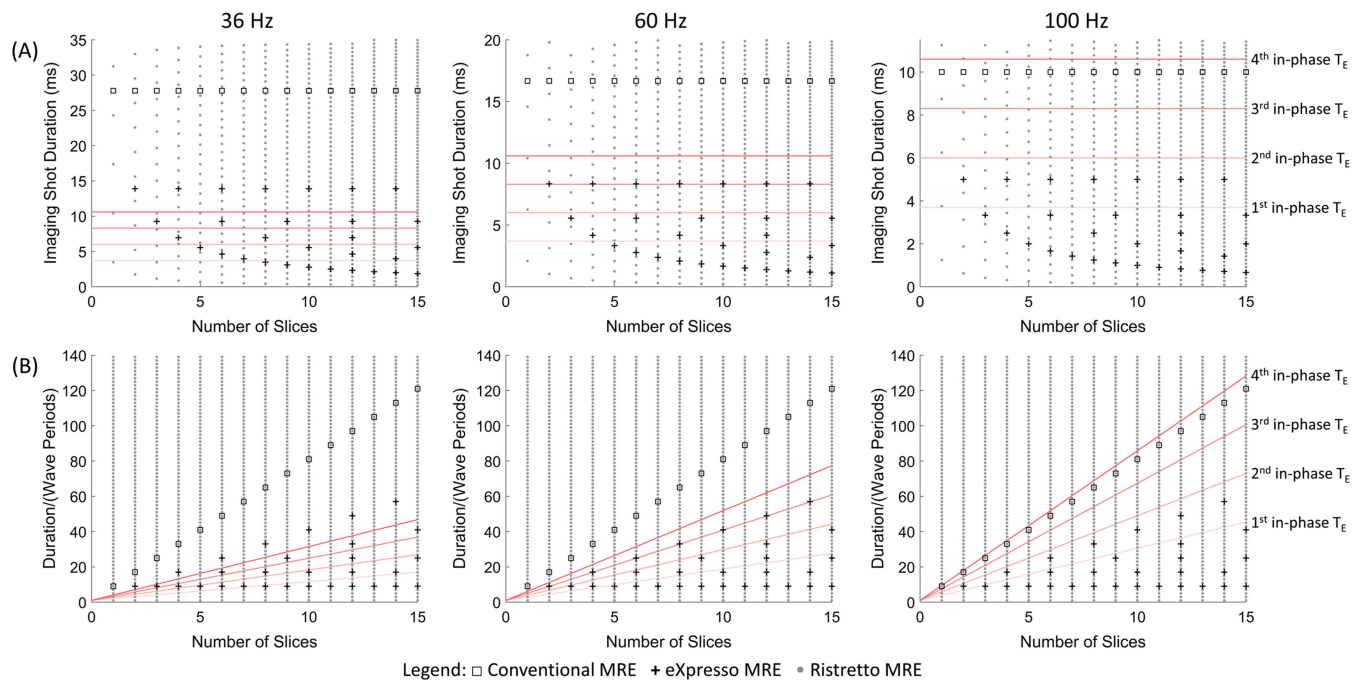 36 Hz
60 Hz
100 Hz
(A)
Imaging Shot Duration (ms)
35
30
25
20
15
10
5
0
0 5 10 15
Number of Slices
Imaging Shot Duration (ms)
20
15
10
5
0
0 5 10 15
Number of Slices
Imaging Shot Duration (ms)
10
8
6
4
2
0
0 5 10 15
Number of Slices
4th in-phase TE
3rd in-phase TE
2nd in-phase TE
1st in-phase TE
(B)
Duration/(Wave Periods)
140
120
100
80
60
40
20
0
0 5 10 15
Number of Slices
Duration/(Wave Periods)
140
120
100
80
60
40
20
0
0 5 10 15
Number of Slices
Duration/(Wave Periods)
140
120
100
80
60
40
20
0
0 5 10 15
Number of Slices
4th in-phase TE
3rd in-phase TE
2nd in-phase TE
1st in-phase TE
Legend: □ Conventional MRE + eXpresso MRE • Ristretto MRE